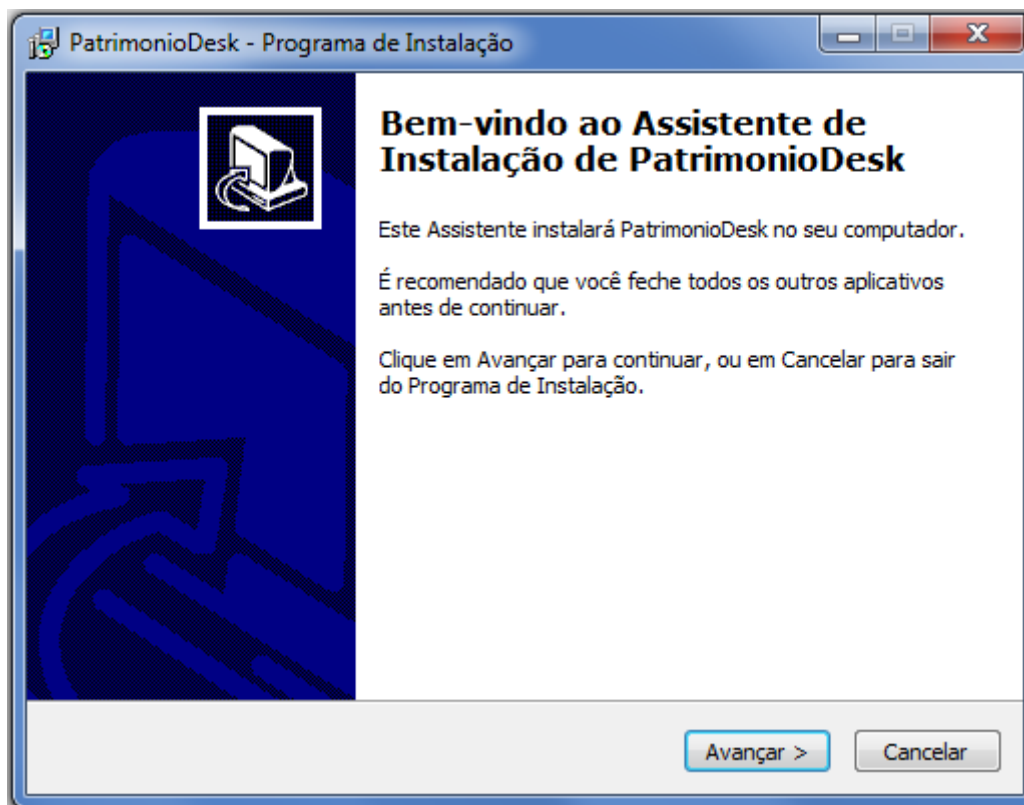 PatrimonioDesk - Programa de Instalação
Bem-vindo ao Assistente de
Instalação de PatrimonioDesk
Este Assistente instalará PatrimonioDesk no seu computador.
É recomendado que você feche todos os outros aplicativos
antes de continuar.
Clique em Avançar para continuar, ou em Cancelar para sair
do Programa de Instalação.
Avançar > Cancelar